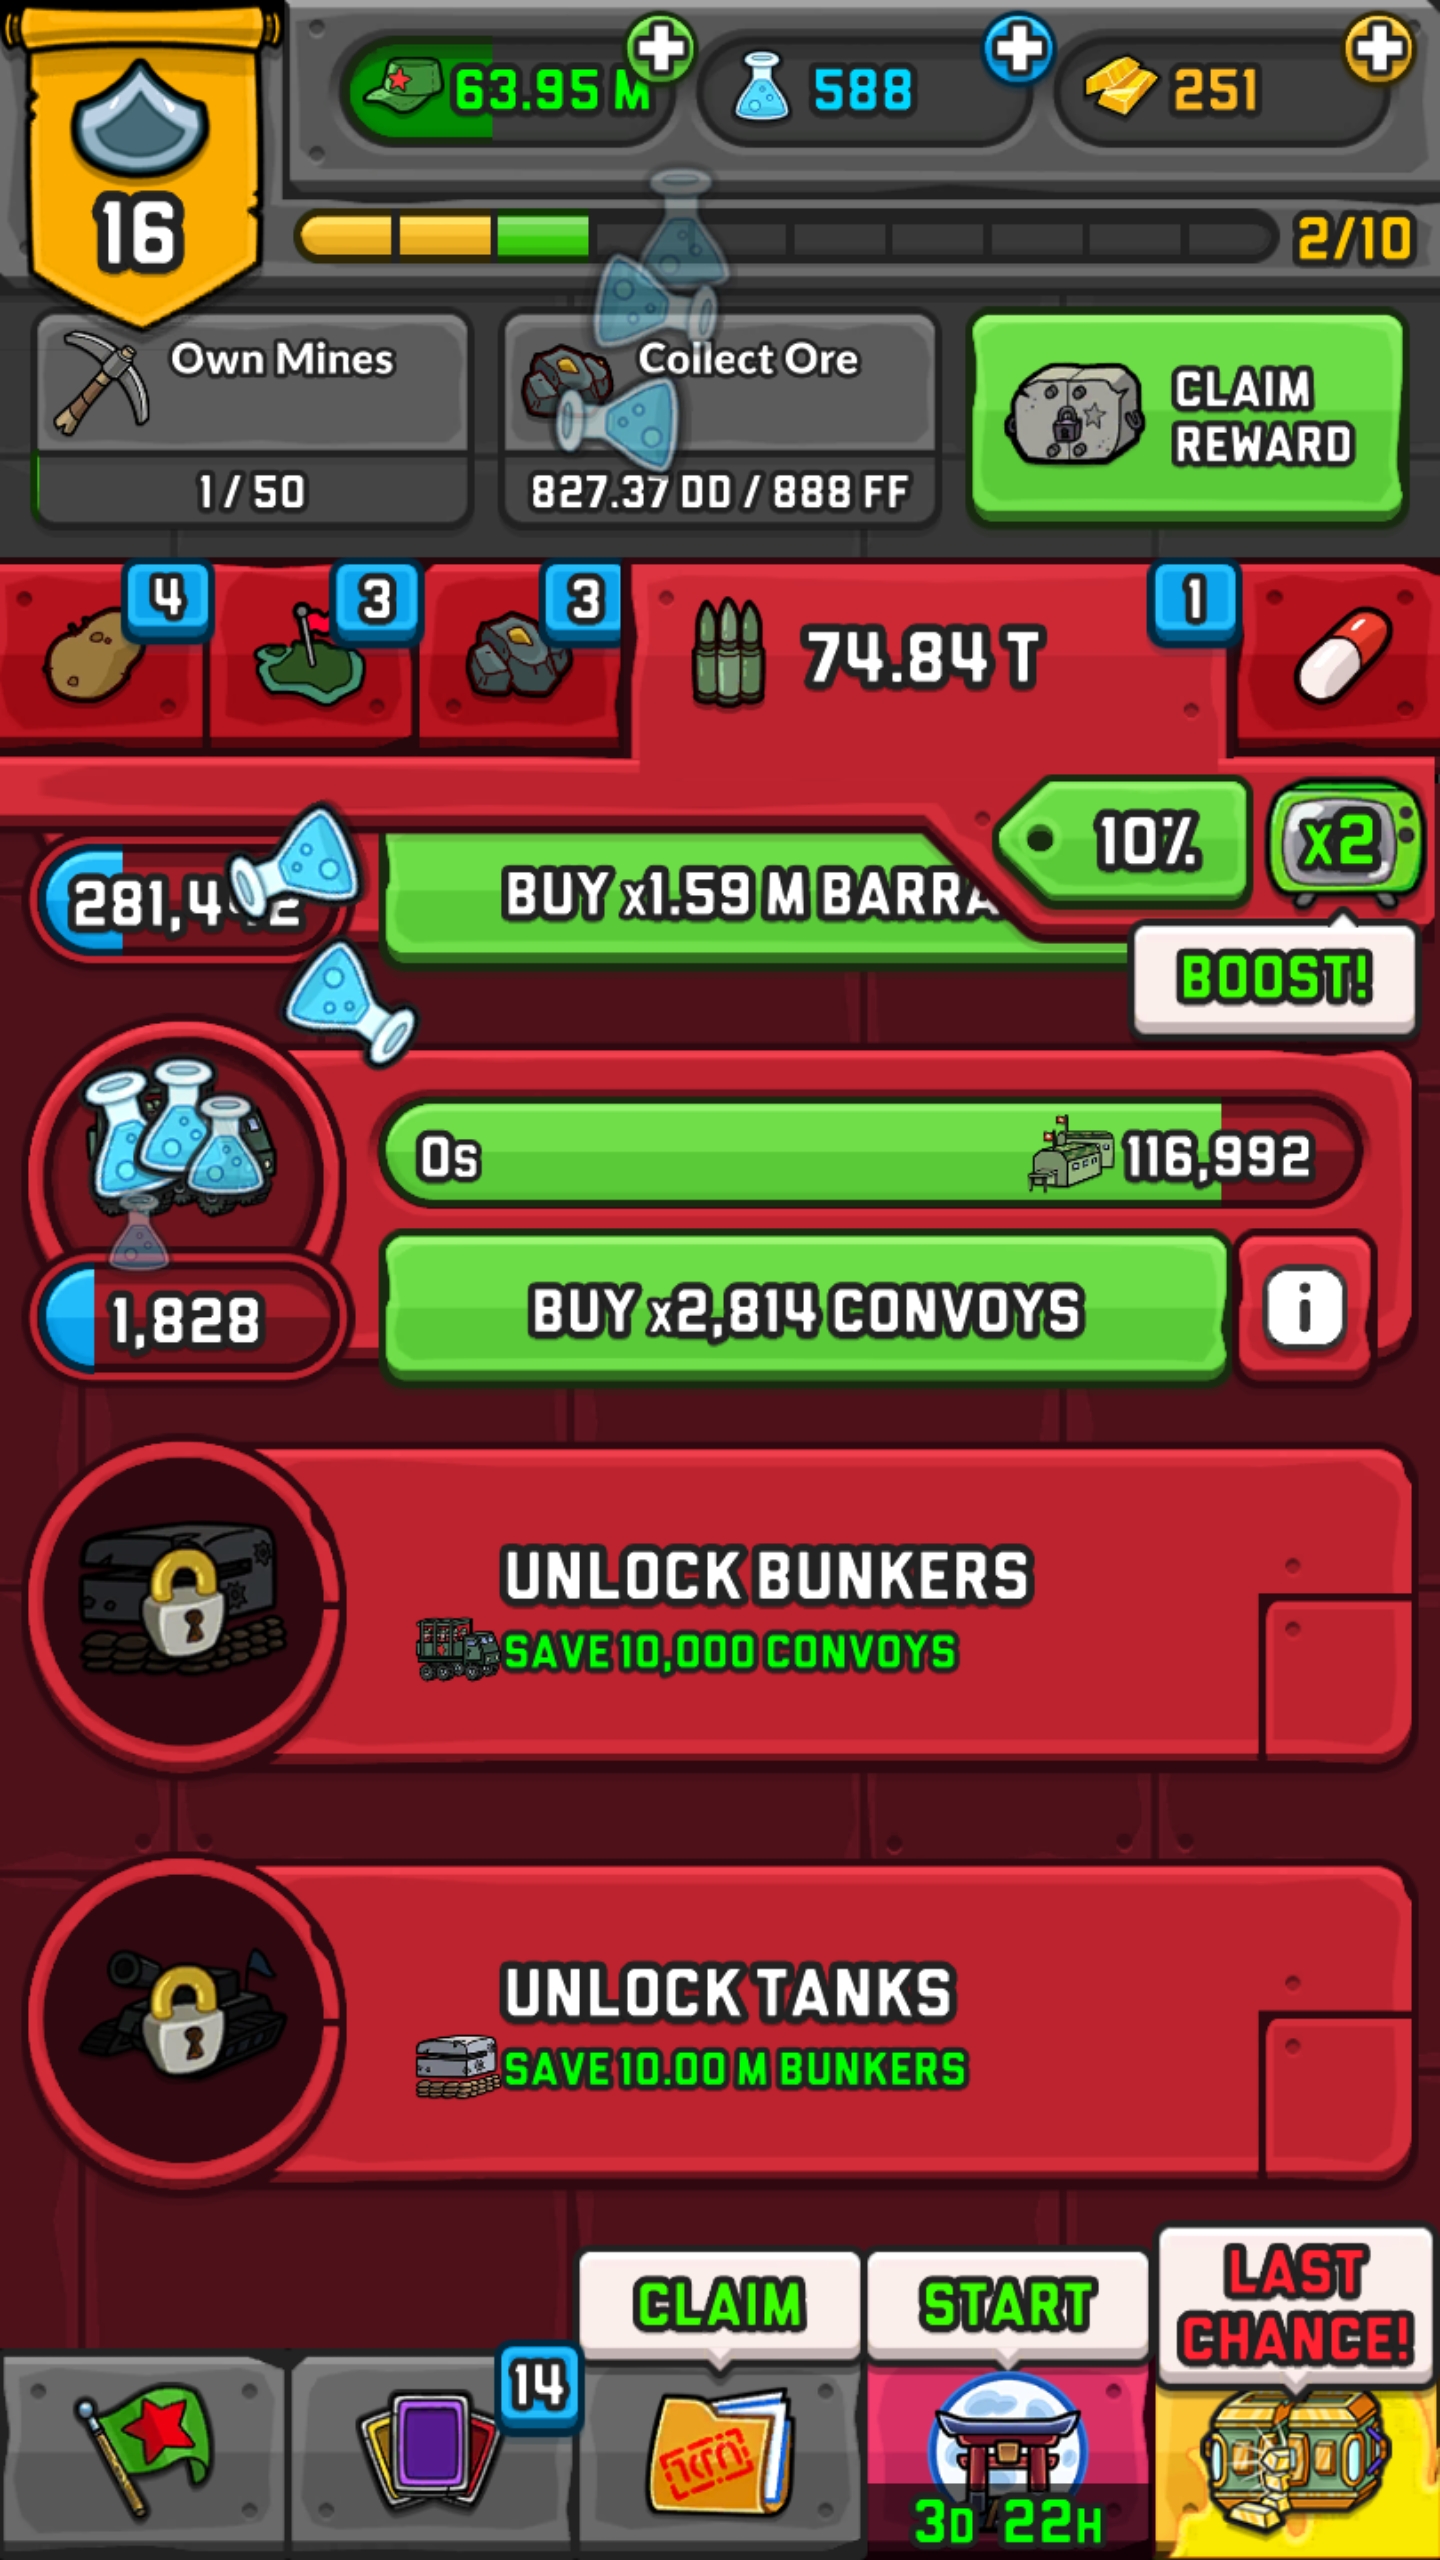 63.95 M
588
251
16
2/10
Own Mines
1 / 50
Collect Ore
827.37 DD / 888 FF
CLAIM
REWARD
4
3
3
74.84 T
1
10%
x2
BUY x1.59 M
BOOST!
0s
116,992
1,828
BUY x2,814 CONVOYS
i
UNLOCK BUNKERS
SAVE 10,000 CONVOYS
UNLOCK TANKS
SAVE 10.00 M BUNKERS
CLAIM
START
LAST
CHANCE!
14
3D 22H